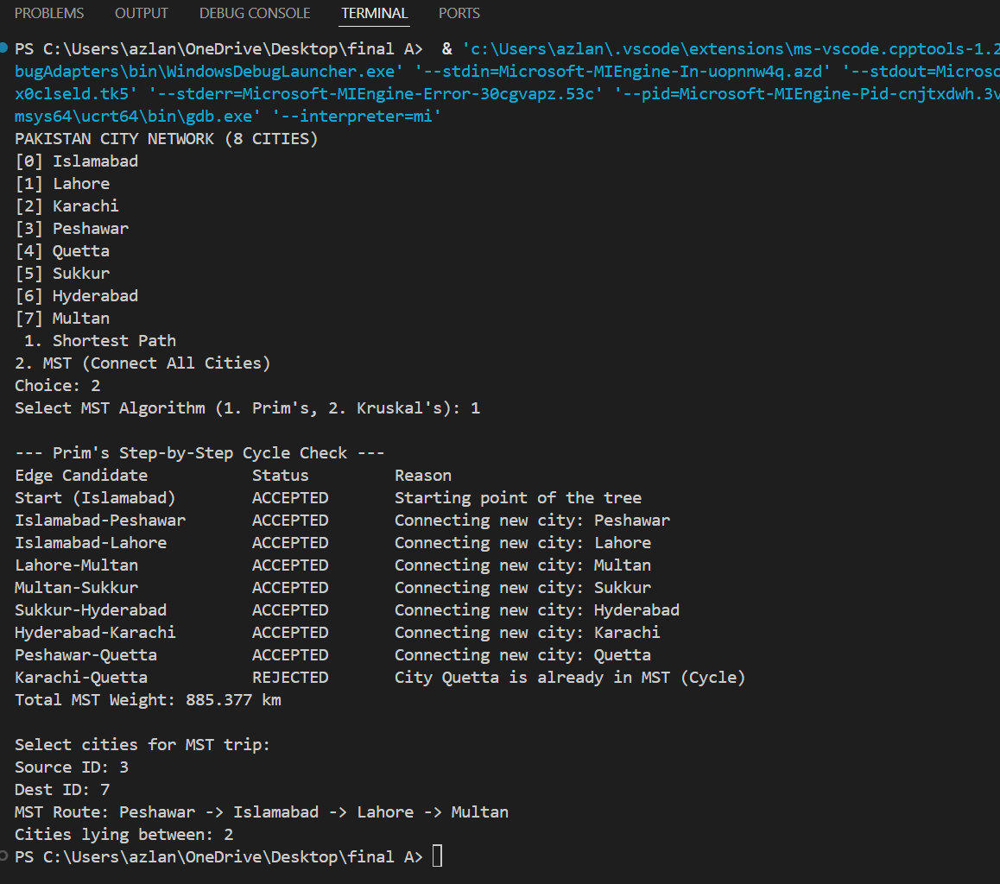 PROBLEMS OUTPUT DEBUG CONSOLE TERMINAL PORTS
PS C:\Users\azlan\OneDrive\Desktop\final A>  & 'c:\Users\azlan\.vscode\extensions\ms-vscode.cpptools-1.2
bugAdapters\bin\WindowsDebugLauncher.exe' '--stdin=Microsoft-MIEngine-In-uopnnw4q.azd' '--stdout=Microso
x0clseld.tk5' '--stderr=Microsoft-MIEngine-Error-30cgvapz.53c' '--pid=Microsoft-MIEngine-Pid-cnjtxdwh.3v
msys64\ucrt64\bin\gdb.exe' '--interpreter=mi'
PAKISTAN CITY NETWORK (8 CITIES)
[0] Islamabad
[1] Lahore
[2] Karachi
[3] Peshawar
[4] Quetta
[5] Sukkur
[6] Hyderabad
[7] Multan
 1. Shortest Path
2. MST (Connect All Cities)
Choice: 2
Select MST Algorithm (1. Prim's, 2. Kruskal's): 1
--- Prim's Step-by-Step Cycle Check ---
Edge Candidate           Status         Reason
Start (Islamabad)        ACCEPTED       Starting point of the tree
Islamabad-Peshawar       ACCEPTED       Connecting new city: Peshawar
Islamabad-Lahore         ACCEPTED       Connecting new city: Lahore
Lahore-Multan            ACCEPTED       Connecting new city: Multan
Multan-Sukkur            ACCEPTED       Connecting new city: Sukkur
Sukkur-Hyderabad         ACCEPTED       Connecting new city: Hyderabad
Hyderabad-Karachi        ACCEPTED       Connecting new city: Karachi
Peshawar-Quetta          ACCEPTED       Connecting new city: Quetta
Karachi-Quetta           REJECTED       City Quetta is already in MST (Cycle)
Total MST Weight: 885.377 km
Select cities for MST trip:
Source ID: 3
Dest ID: 7
MST Route: Peshawar -> Islamabad -> Lahore -> Multan
Cities lying between: 2
PS C:\Users\azlan\OneDrive\Desktop\final A>